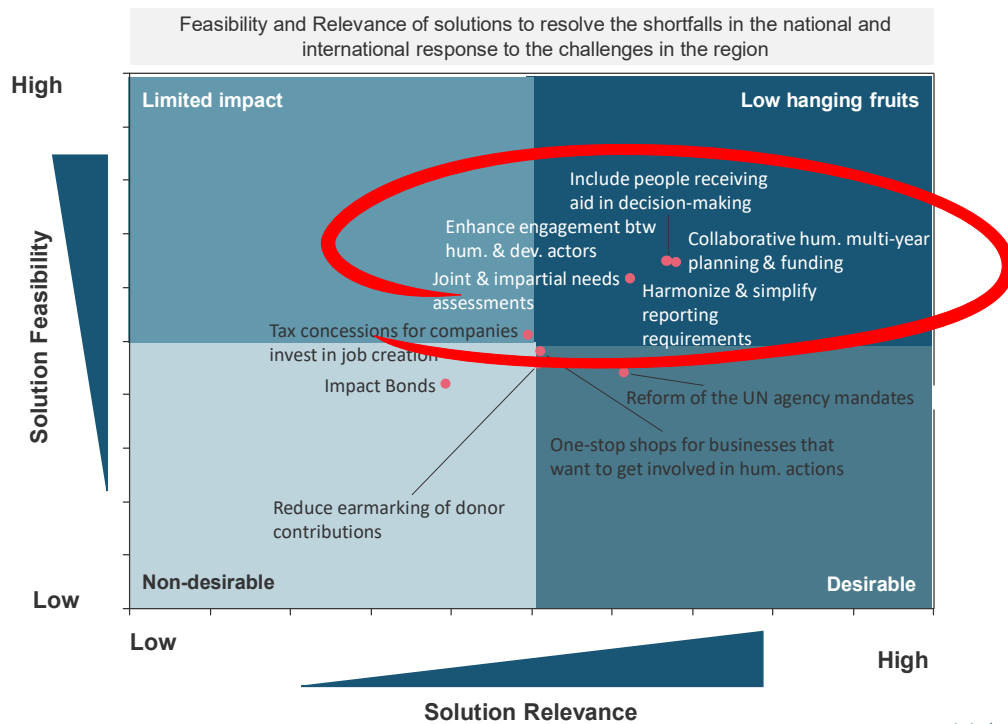 Feasibility and Relevance of solutions to resolve the shortfalls in the national and
international response to the challenges in the region
High
Limited impact
Low hanging fruits
Include people receiving
aid in decision-making
Enhance engagement btw
hum. & dev. actors
Collaborative hum. multi-year
planning & funding
Joint & impartial needs
assessments
Harmonize & simplify
reporting
requirements
Tax concessions for companies
invest in job creation
Impact Bonds
Reform of the UN agency mandates
One-stop shops for businesses that
want to get involved in hum. actions
Reduce earmarking of donor
contributions
Solution Feasibility
Non-desirable
Desirable
Low
Low
High
Solution Relevance